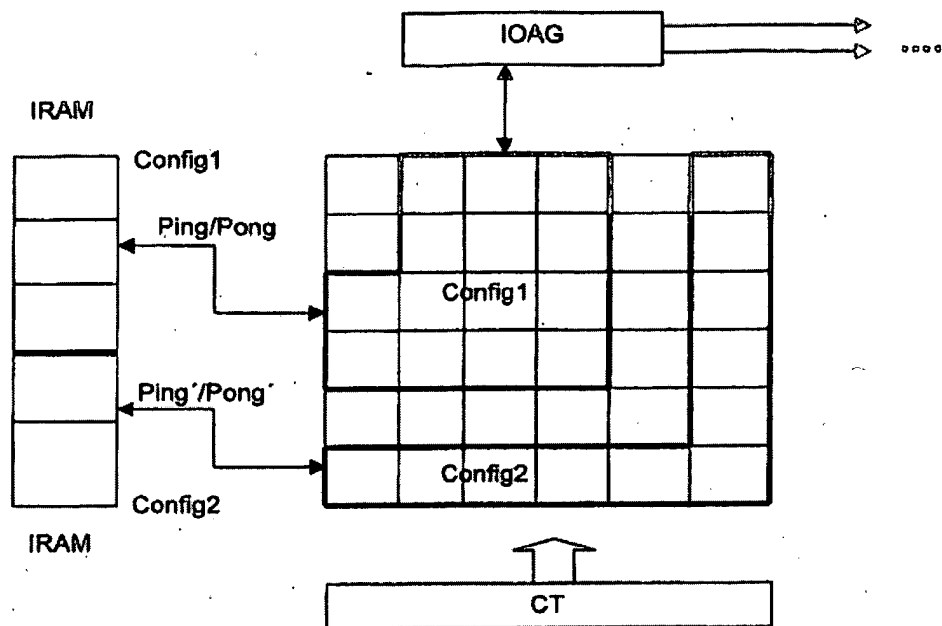 IOAG
IRAM
Config1
Ping/Pong
Config1
Ping´/Pong´
Config2
Config2
IRAM
CT